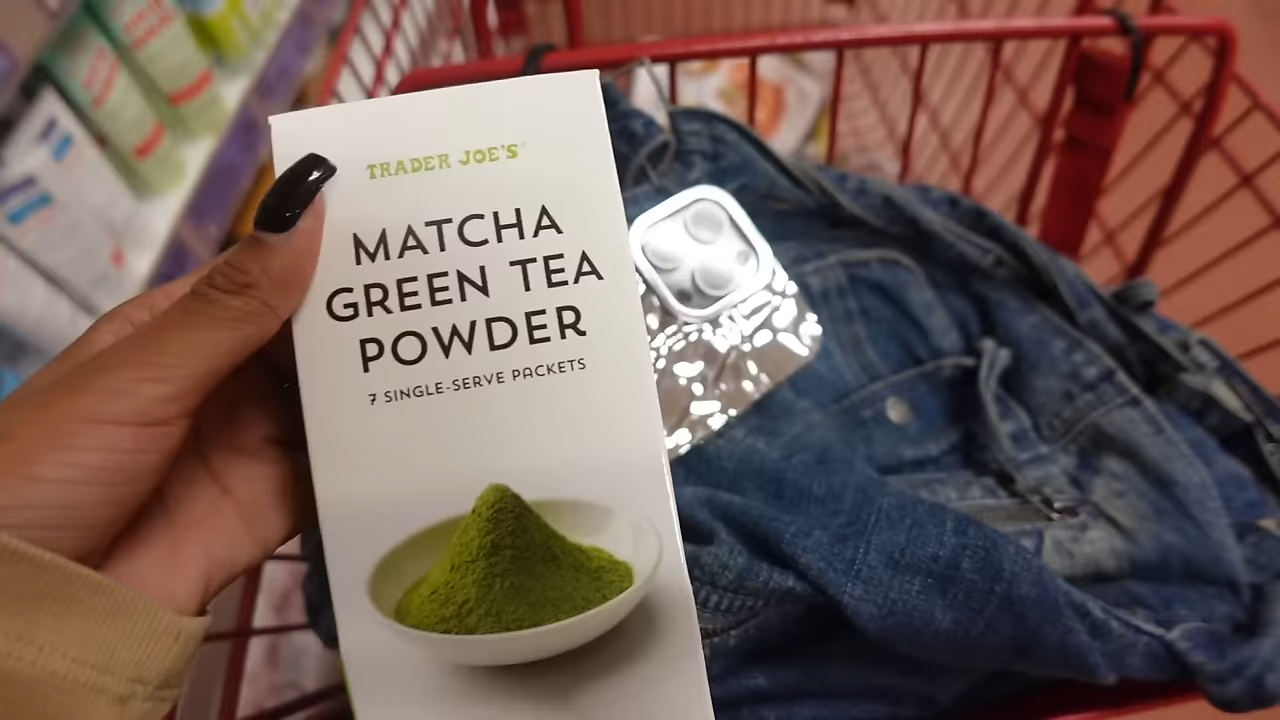 TRADER JOE'S
MATCHA
GREEN TEA
POWDER
7 SINGLE-SERVE PACKETS